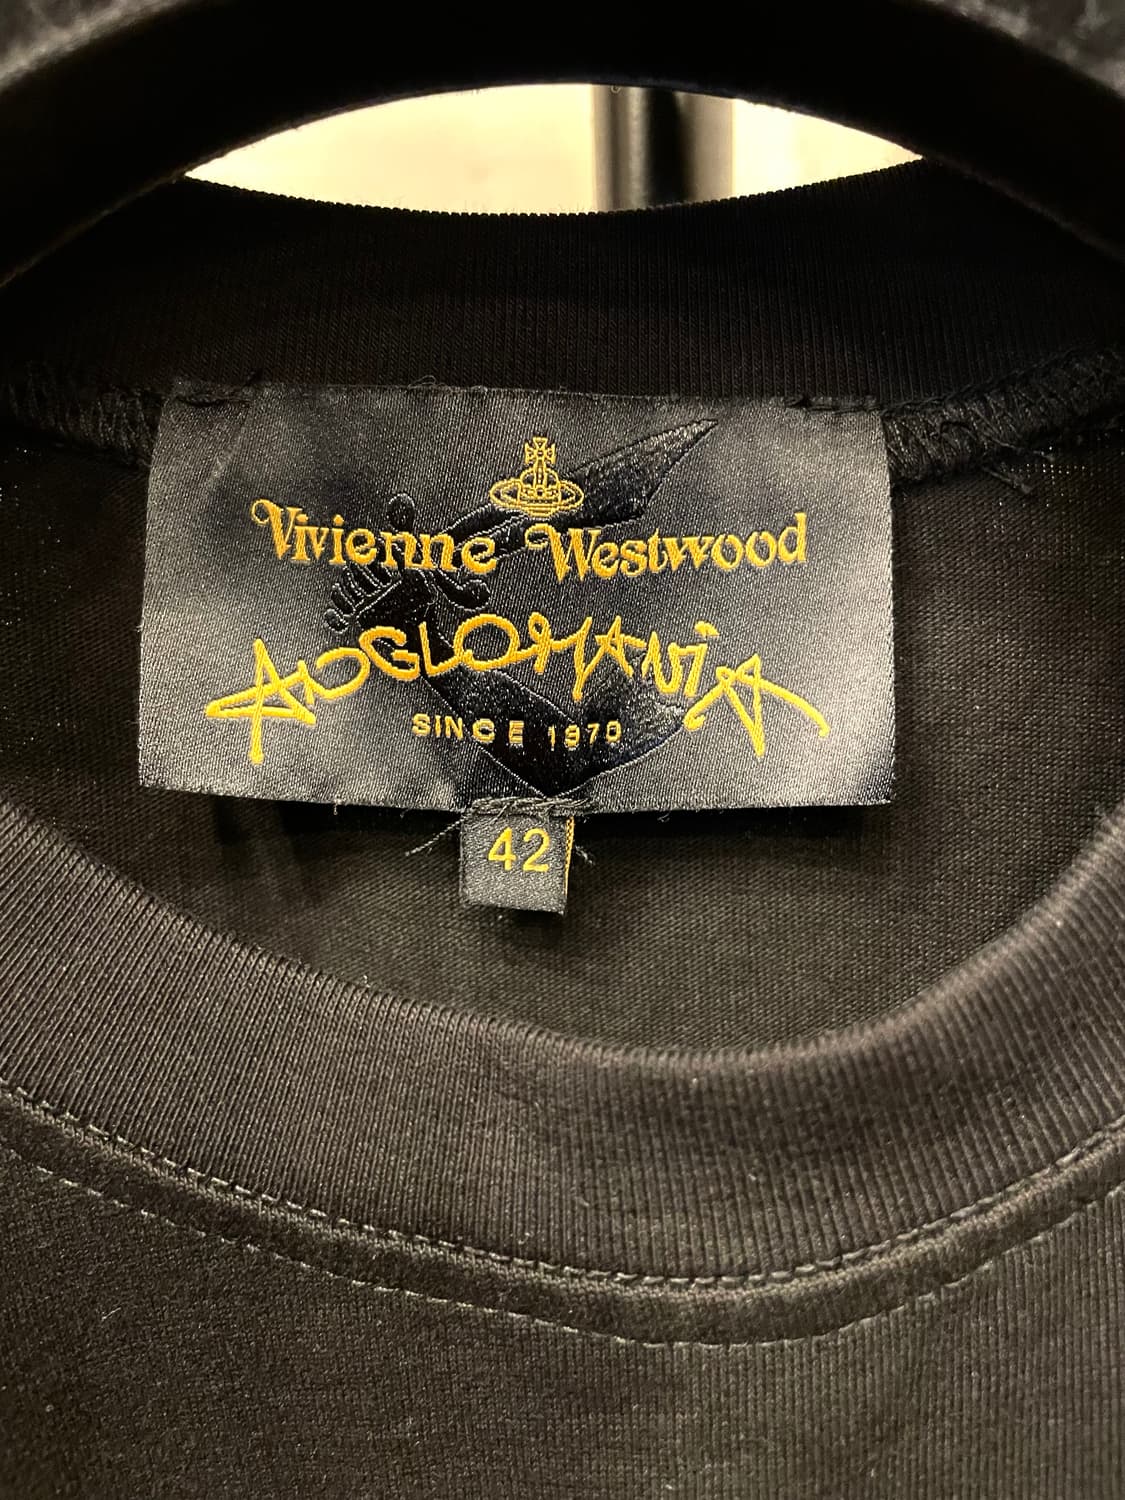 Vivienne Westwood
ANGLOMANiA
SINCE 1970
42